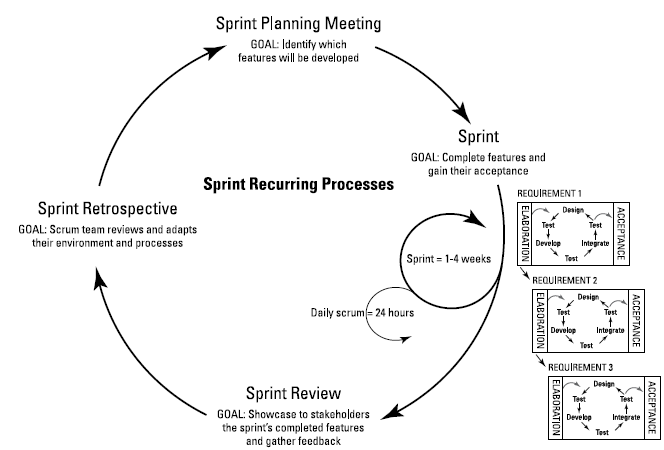 Sprint Planning Meeting
GOAL: Identify which
features will be developed
Sprint
GOAL: Complete features and
gain their acceptance
Sprint Recurring Processes
Sprint Retrospective
GOAL: Scrum team reviews and adapts
their environment and processes
Sprint = 1-4 weeks
Daily scrum = 24 hours
Sprint Review
GOAL: Showcase to stakeholders
the sprint's completed features
and gather feedback
REQUIREMENT 1
ELABORATION
Design
Test
Test
Develop
Integrate
Test
ACCEPTANCE
REQUIREMENT 2
ELABORATION
Design
Test
Test
Develop
Integrate
Test
ACCEPTANCE
REQUIREMENT 3
ELABORATION
Design
Test
Test
Develop
Integrate
Test
ACCEPTANCE